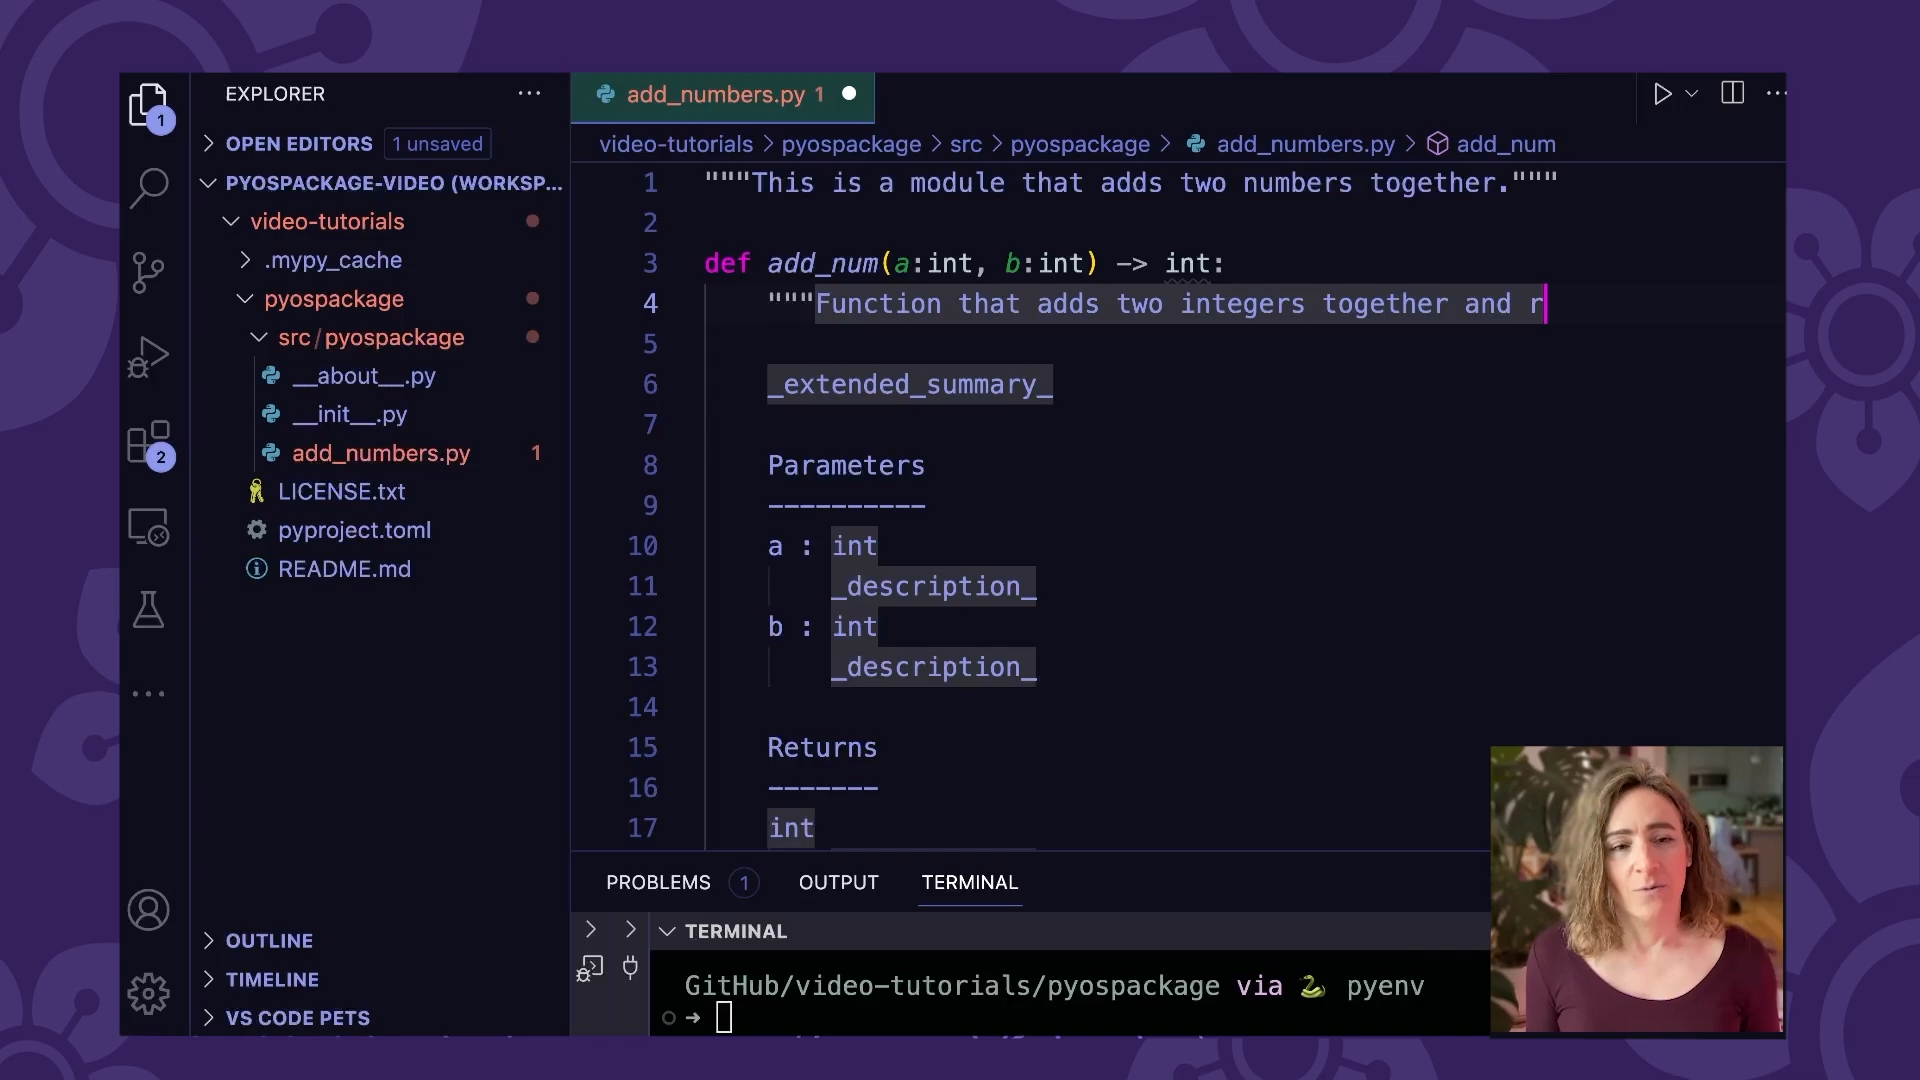 EXPLORER
OPEN EDITORS 1 unsaved
PYOSPACKAGE-VIDEO (WORKSP...
video-tutorials
.mypy_cache
pyospackage
src/pyospackage
__about__.py
__init__.py
add_numbers.py 1
LICENSE.txt
pyproject.toml
README.md
OUTLINE
TIMELINE
VS CODE PETS
1
2
add_numbers.py 1
video-tutorials > pyospackage > src > pyospackage > add_numbers.py > add_num
1 """This is a module that adds two numbers together."""
2
3 def add_num(a:int, b:int) -> int:
4 """Function that adds two integers together and r
5
6 _extended_summary_
7
8 Parameters
9 ----------
10 a : int
11 _description_
12 b : int
13 _description_
14
15 Returns
16 -------
17 int
PROBLEMS 1 OUTPUT TERMINAL
TERMINAL
GitHub/video-tutorials/pyospackage via 🐍 pyenv
➜